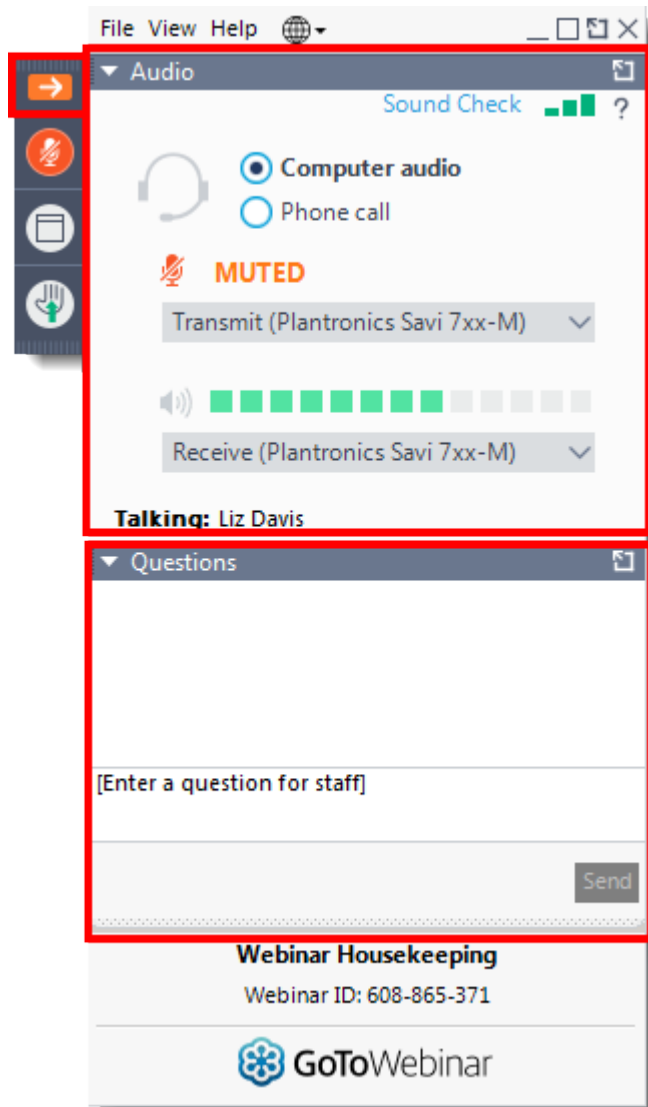 File View Help
Audio
Sound Check ?
Computer audio
Phone call
MUTED
Transmit (Plantronics Savi 7xx-M)
Receive (Plantronics Savi 7xx-M)
Talking: Liz Davis
Questions
[Enter a question for staff]
Send
Webinar Housekeeping
Webinar ID: 608-865-371
GoToWebinar